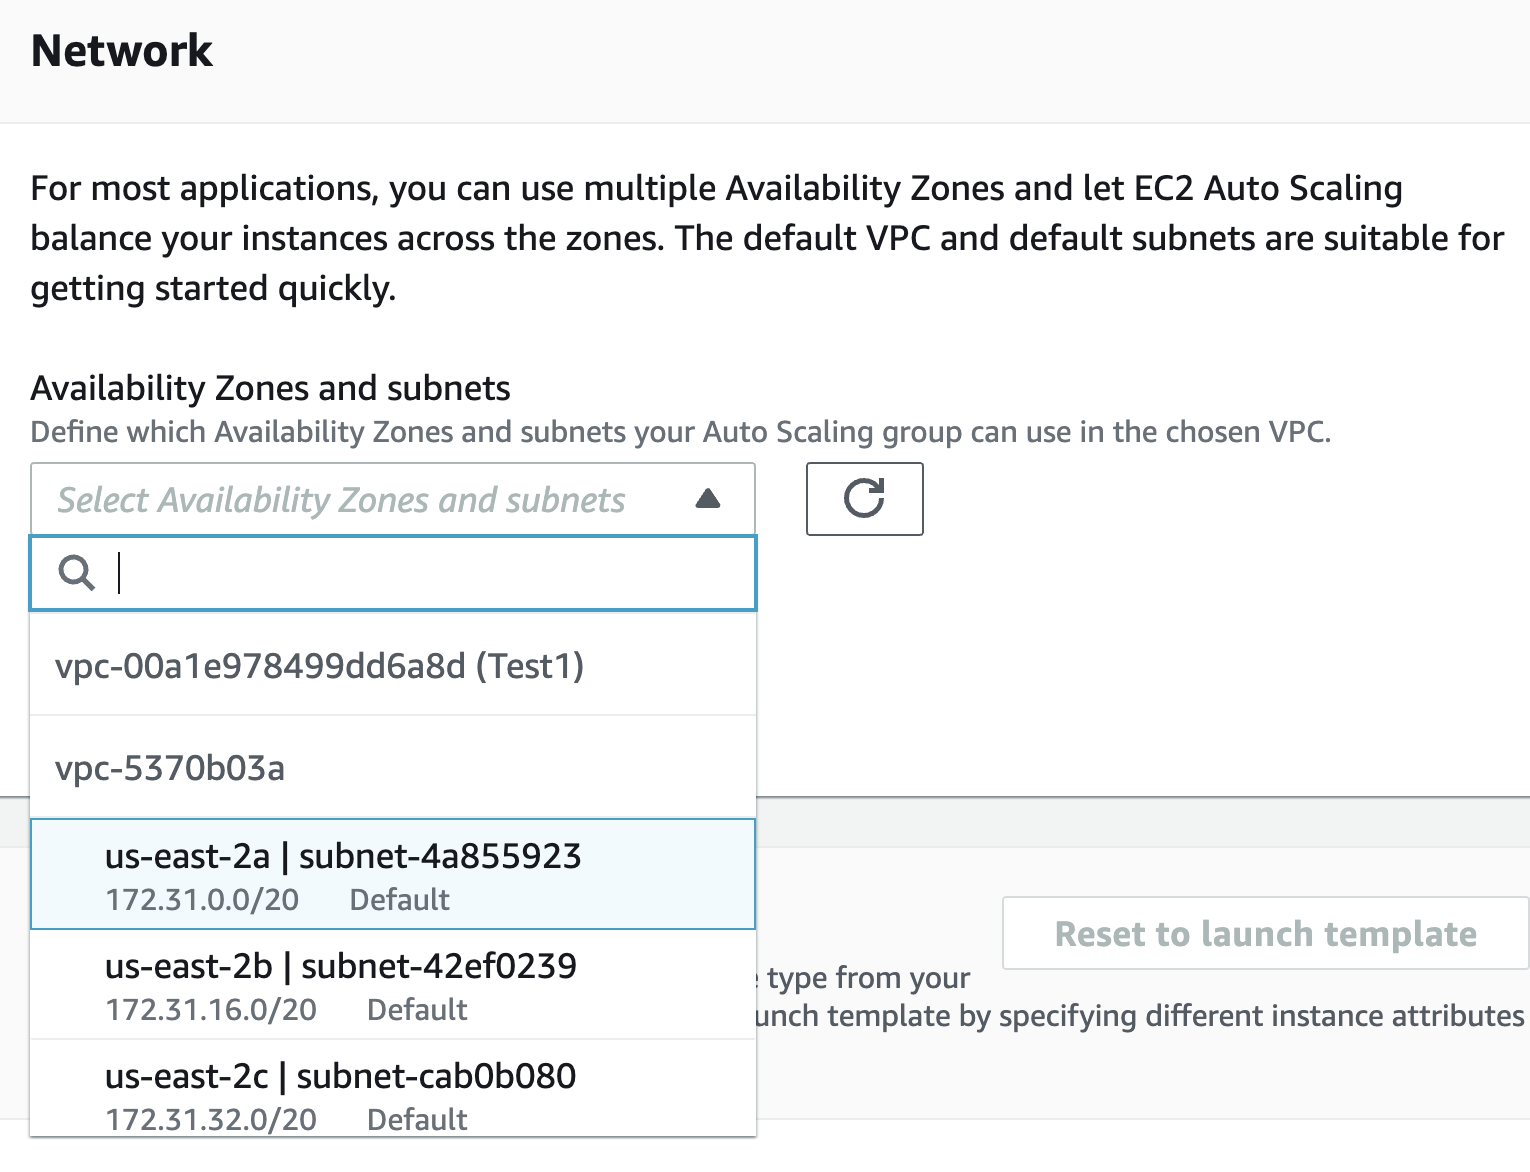 Network
For most applications, you can use multiple Availability Zones and let EC2 Auto Scaling
balance your instances across the zones. The default VPC and default subnets are suitable for
getting started quickly.
Availability Zones and subnets
Define which Availability Zones and subnets your Auto Scaling group can use in the chosen VPC.
Select Availability Zones and subnets
vpc-00a1e978499dd6a8d (Test1)
vpc-5370b03a
us-east-2a | subnet-4a855923
172.31.0.0/20 Default
us-east-2b | subnet-42ef0239
172.31.16.0/20 Default
us-east-2c | subnet-cab0b080
172.31.32.0/20 Default
Reset to launch template
type from your
unch template by specifying different instance attributes